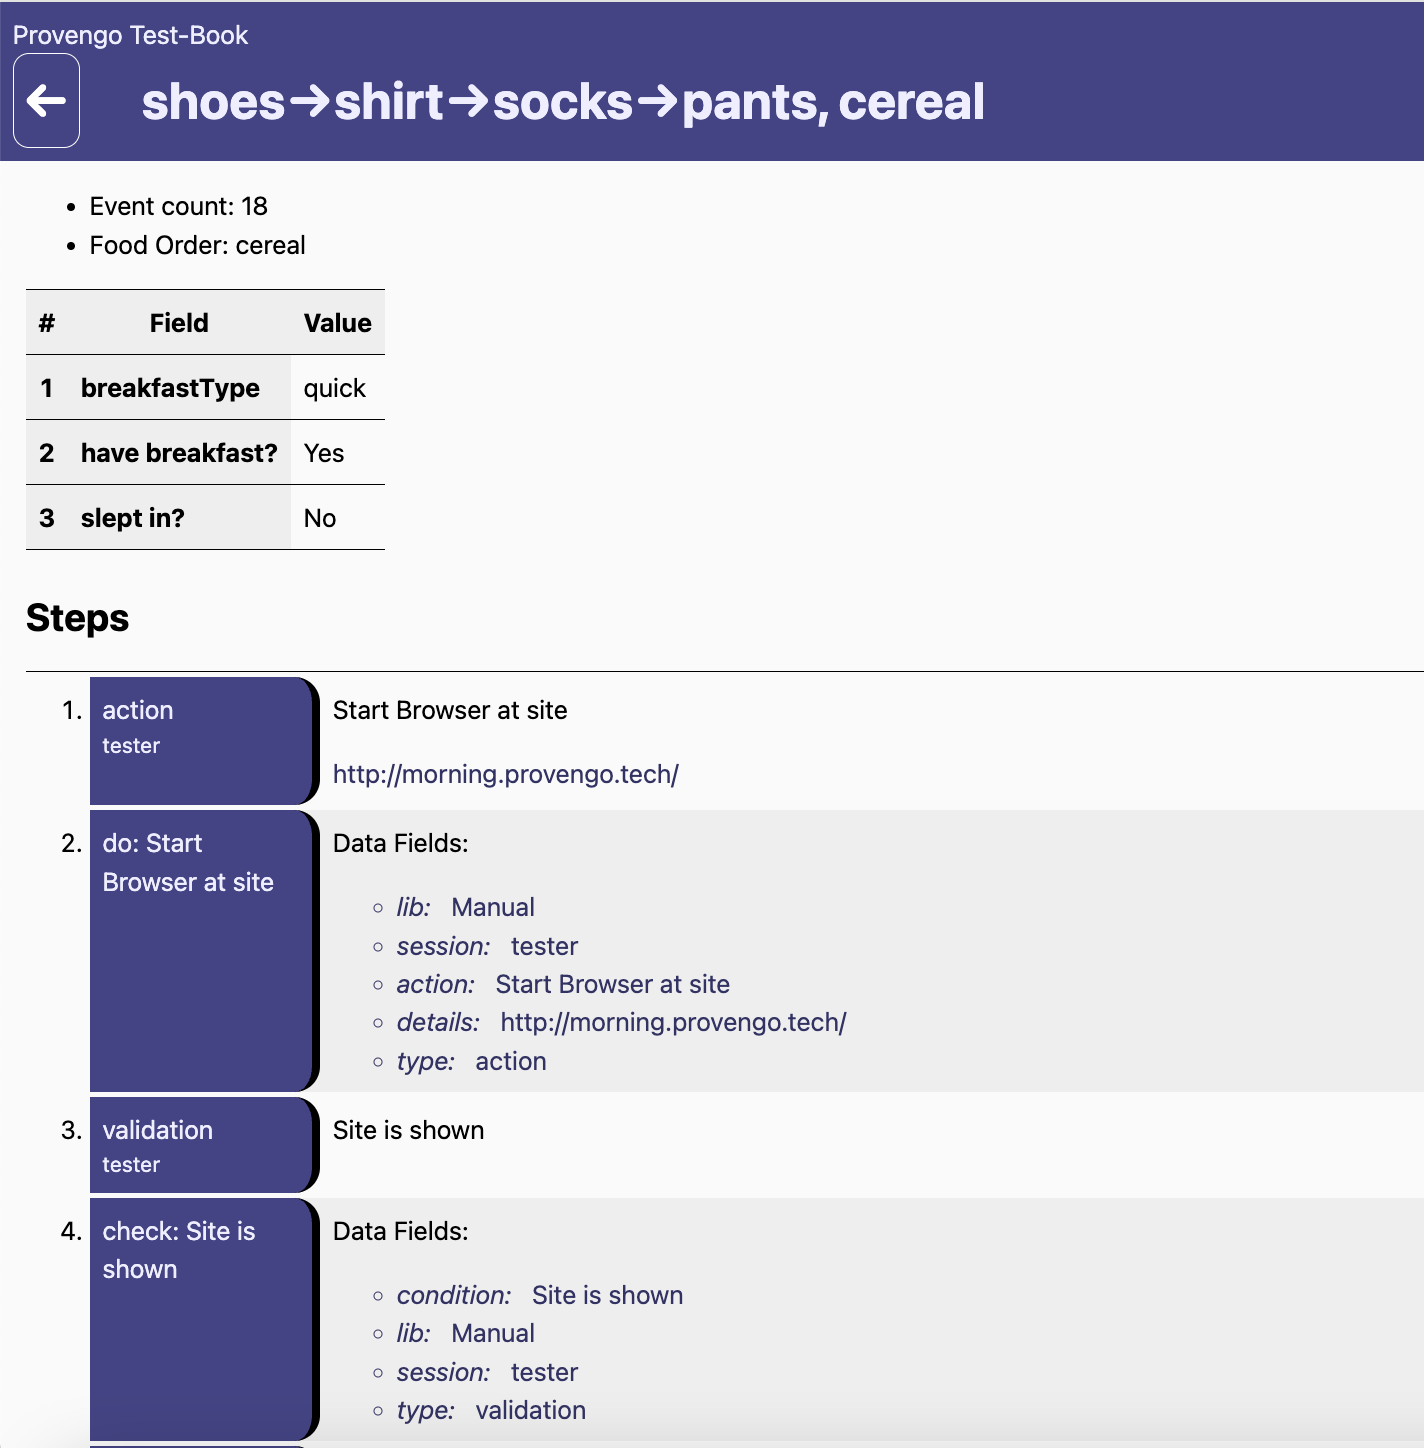 Provengo Test-Book
shoes→shirt→socks→pants, cereal
• Event count: 18
• Food Order: cereal
# Field Value
1 breakfastType quick
2 have breakfast? Yes
3 slept in? No
Steps
1. action Start Browser at site
tester
http://morning.provengo.tech/
2. do: Start Data Fields:
Browser at site
◦ lib: Manual
◦ session: tester
◦ action: Start Browser at site
◦ details: http://morning.provengo.tech/
◦ type: action
3. validation Site is shown
tester
4. check: Site is Data Fields:
shown
◦ condition: Site is shown
◦ lib: Manual
◦ session: tester
◦ type: validation